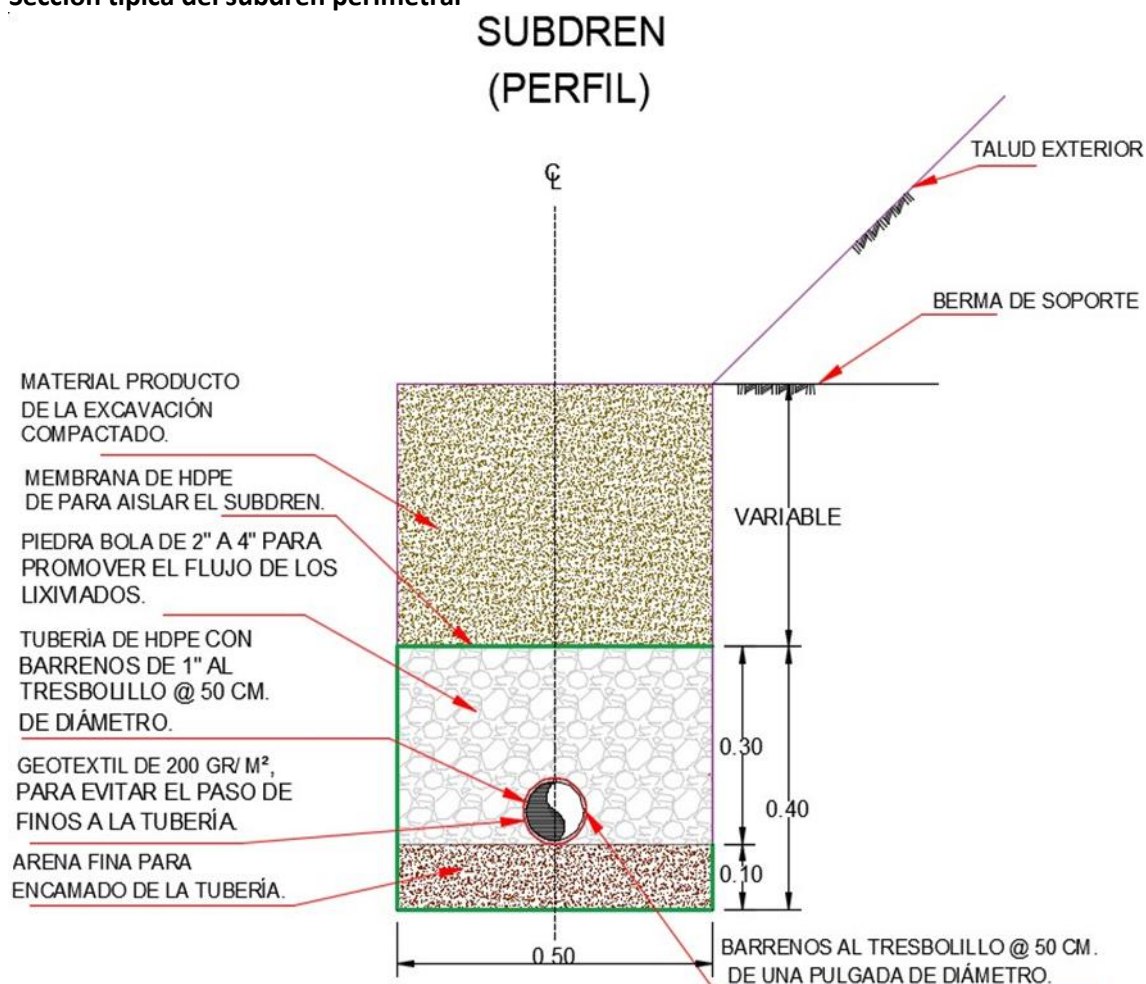 Sección típica del subdren perimetral
SUBDREN
(PERFIL)
℄
TALUD EXTERIOR
BERMA DE SOPORTE
MATERIAL PRODUCTO
DE LA EXCAVACIÓN
COMPACTADO.
MEMBRANA DE HDPE
DE PARA AISLAR EL SUBDREN.
PIEDRA BOLA DE 2" A 4" PARA
PROMOVER EL FLUJO DE LOS
LIXIVIADOS.
TUBERÍA DE HDPE CON
BARRENOS DE 1" AL
TRESBOLILLO @ 50 CM.
DE DIÁMETRO.
GEOTEXTIL DE 200 GR/M²,
PARA EVITAR EL PASO DE
FINOS A LA TUBERÍA.
ARENA FINA PARA
ENCAMADO DE LA TUBERÍA.
VARIABLE
0.30
0.40
0.10
0.50
BARRENOS AL TRESBOLILLO @ 50 CM.
DE UNA PULGADA DE DIÁMETRO.